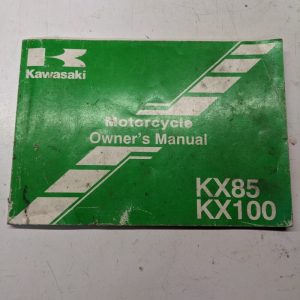 Kawasaki
Motorcycle
Owner's Manual
KX85
KX100